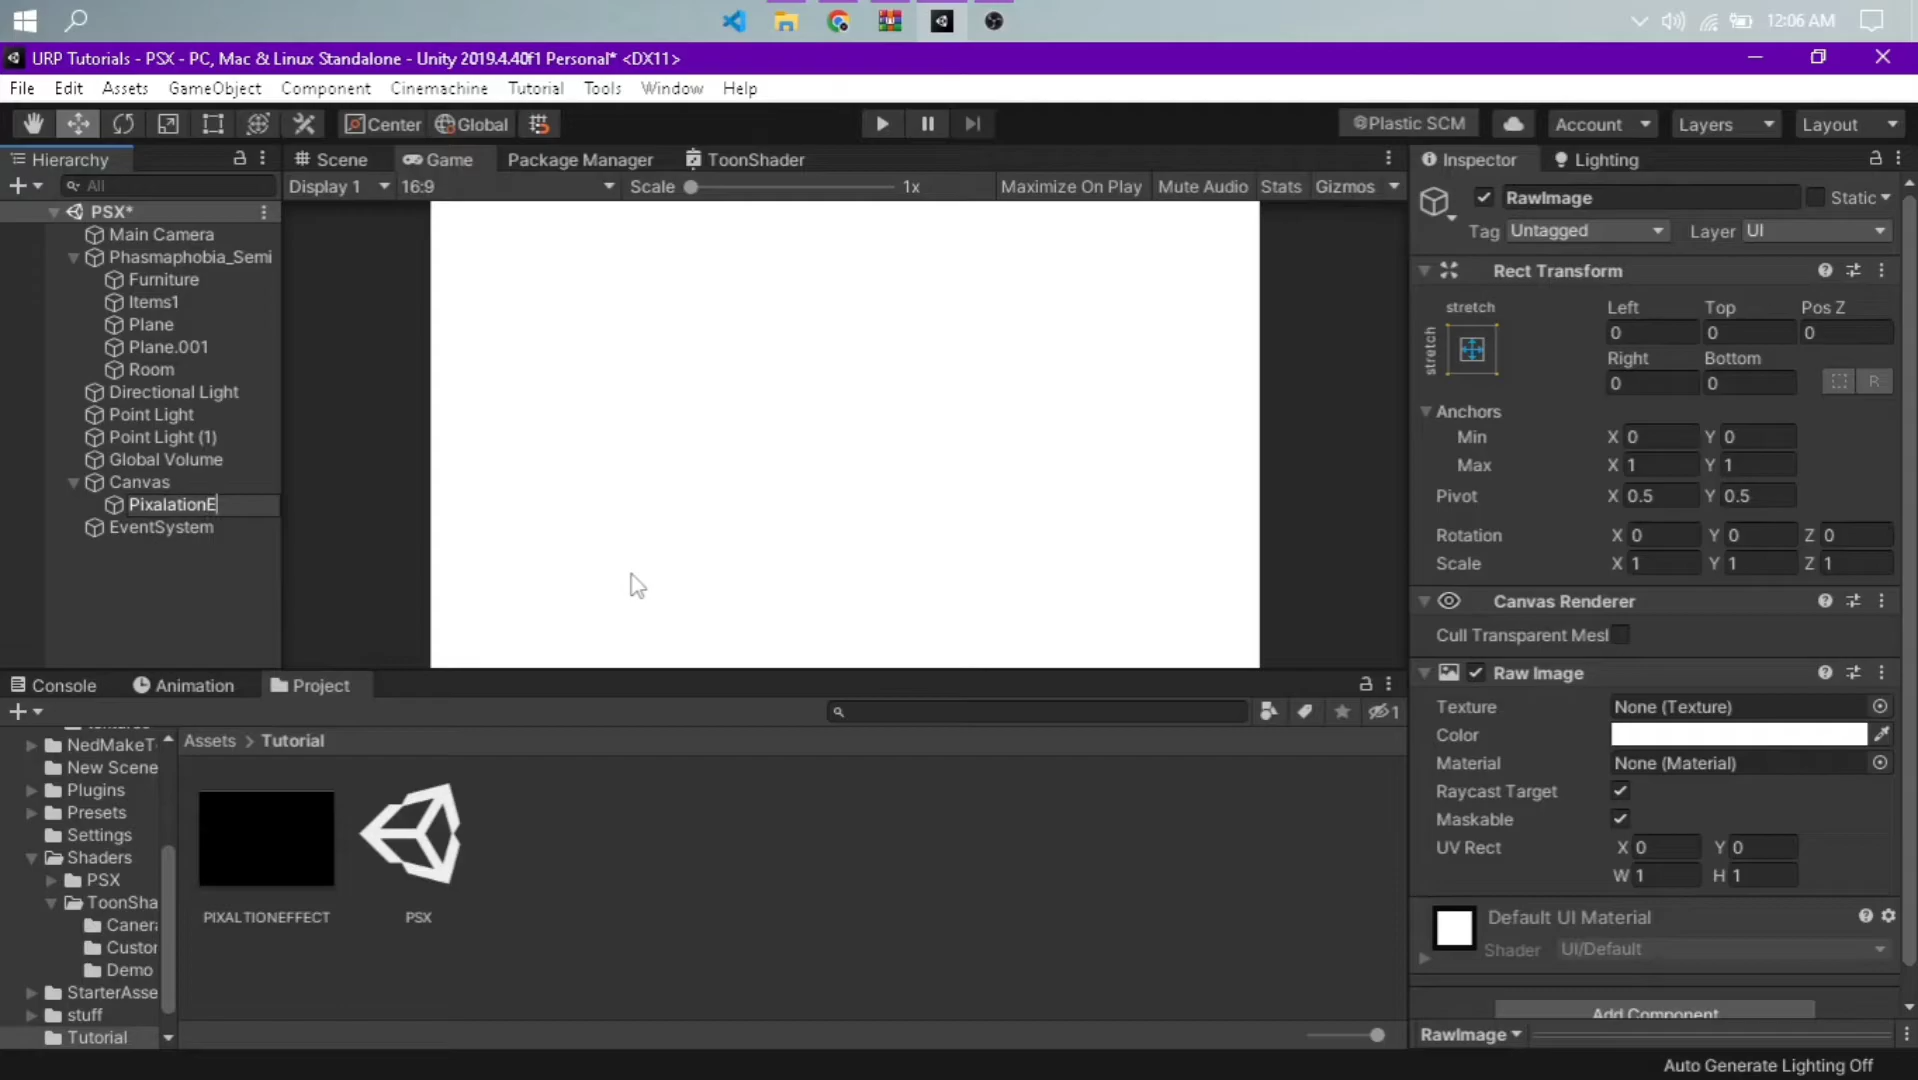 12:06 AM
URP Tutorials - PSX - PC, Mac & Linux Standalone - Unity 2019.4.40f1 Personal* <DX11>
File Edit Assets GameObject Component Cinemachine Tutorial Tools Window Help
Center Global Plastic SCM Account Layers Layout
Hierarchy Scene Game Package Manager ToonShader Inspector Lighting
All Display 1 16:9 Scale 1x Maximize On Play Mute Audio Stats Gizmos
PSX*
Main Camera
Phasmaphobia_Semi
Furniture
Items1
Plane
Plane.001
Room
Directional Light
Point Light
Point Light (1)
Global Volume
Canvas
PixalationE
EventSystem
RawImage Static
Tag Untagged Layer UI
Rect Transform
stretch Left Top Pos Z
stretch 0 0 0
Right Bottom
0 0 R
Anchors
Min X 0 Y 0
Max X 1 Y 1
Pivot X 0.5 Y 0.5
Rotation X 0 Y 0 Z 0
Scale X 1 Y 1 Z 1
Canvas Renderer
Cull Transparent Mesl
Raw Image
Texture None (Texture)
Color
Material None (Material)
Raycast Target
Maskable
UV Rect X 0 Y 0
W 1 H 1
Default UI Material
Shader UI/Default
Add Component
RawImage
Console Animation Project
1
NedMakeT
New Scene
Plugins
Presets
Settings
Shaders
PSX
ToonSha
Canera
Custor
Demo
StarterAsse
stuff
Tutorial
Assets > Tutorial
PIXALTIONEFFECT PSX
Auto Generate Lighting Off